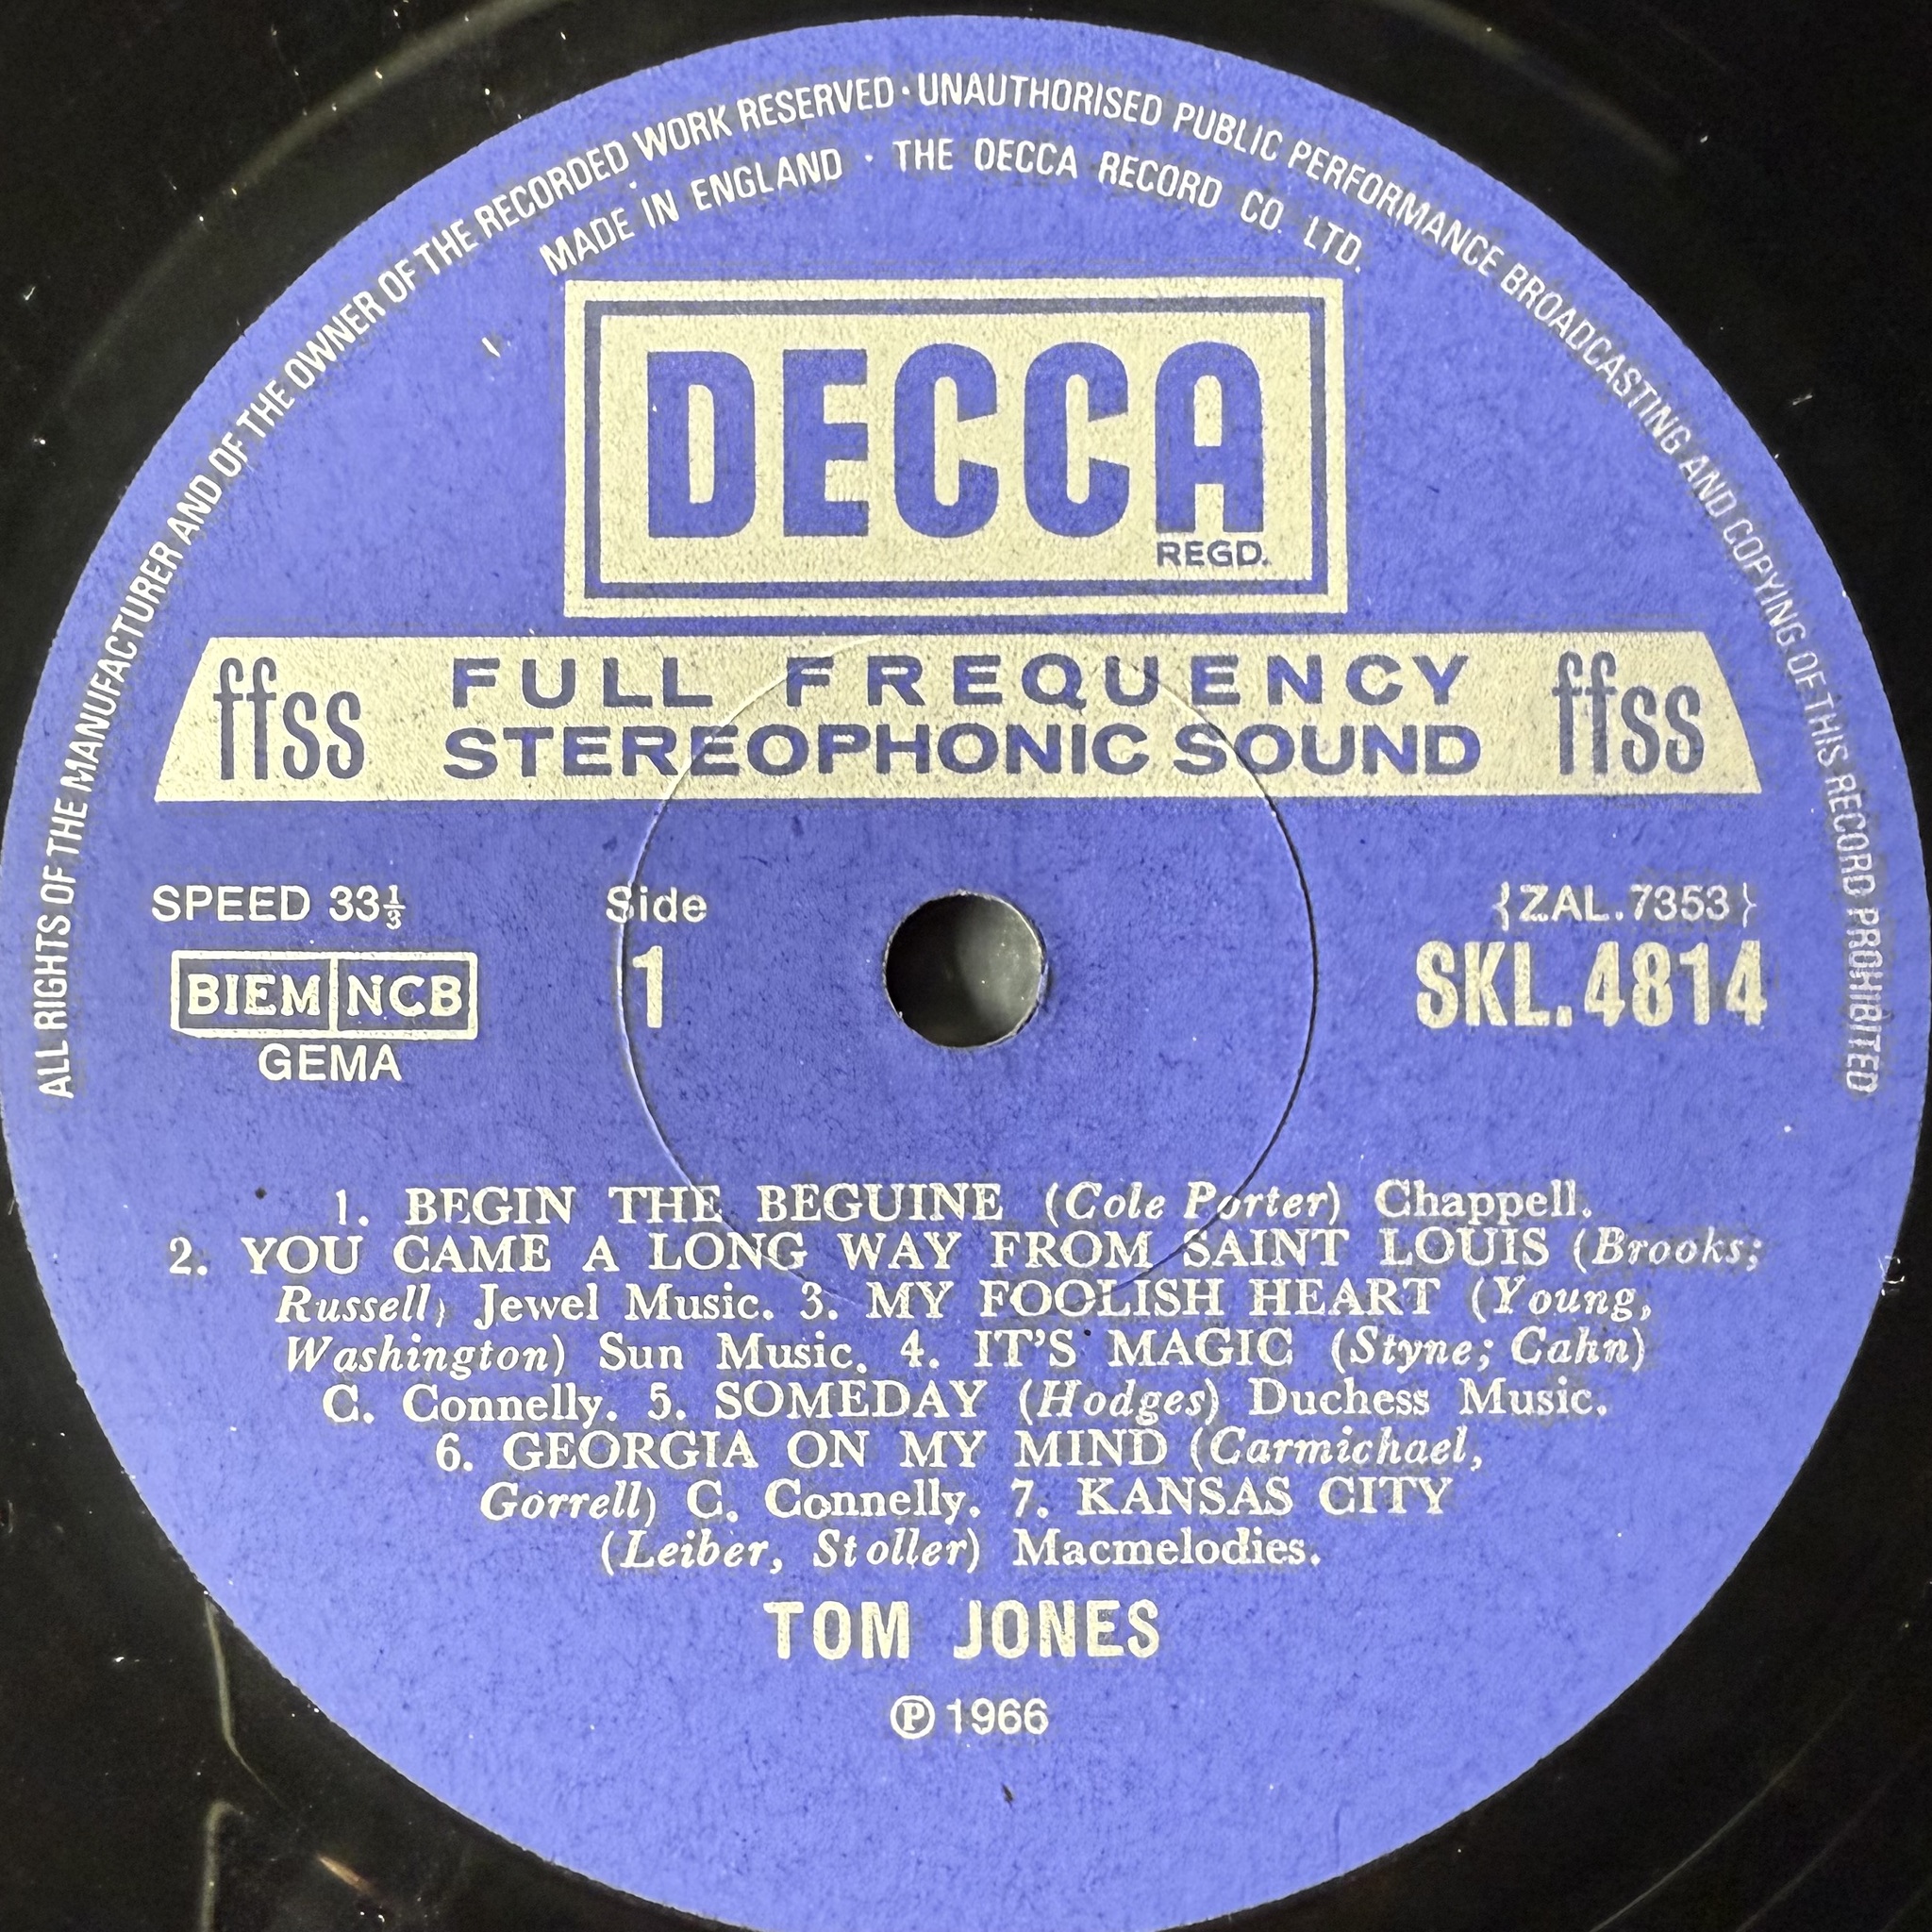 ALL RIGHTS OF THE MANUFACTURER AND OF THE OWNER OF THE RECORDED WORK RESERVED · UNAUTHORISED PUBLIC PERFORMANCE BROADCASTING AND COPYING OF THIS RECORD PROHIBITED
MADE IN ENGLAND · THE DECCA RECORD CO. LTD.
DECCA
REGD.
ffss FULL FREQUENCY ffss
STEREOPHONIC SOUND
SPEED 33⅓ Side {ZAL.7353}
BIEM NCB 1 SKL.4814
GEMA
1. BEGIN THE BEGUINE (Cole Porter) Chappell.
2. YOU CAME A LONG WAY FROM SAINT LOUIS (Brooks;
Russell) Jewel Music. 3. MY FOOLISH HEART (Young,
Washington) Sun Music. 4. IT'S MAGIC (Styne; Cahn)
C. Connelly. 5. SOMEDAY (Hodges) Duchess Music.
6. GEORGIA ON MY MIND (Carmichael,
Gorrell) C. Connelly. 7. KANSAS CITY
(Leiber, Stoller) Macmelodies.
TOM JONES
℗ 1966